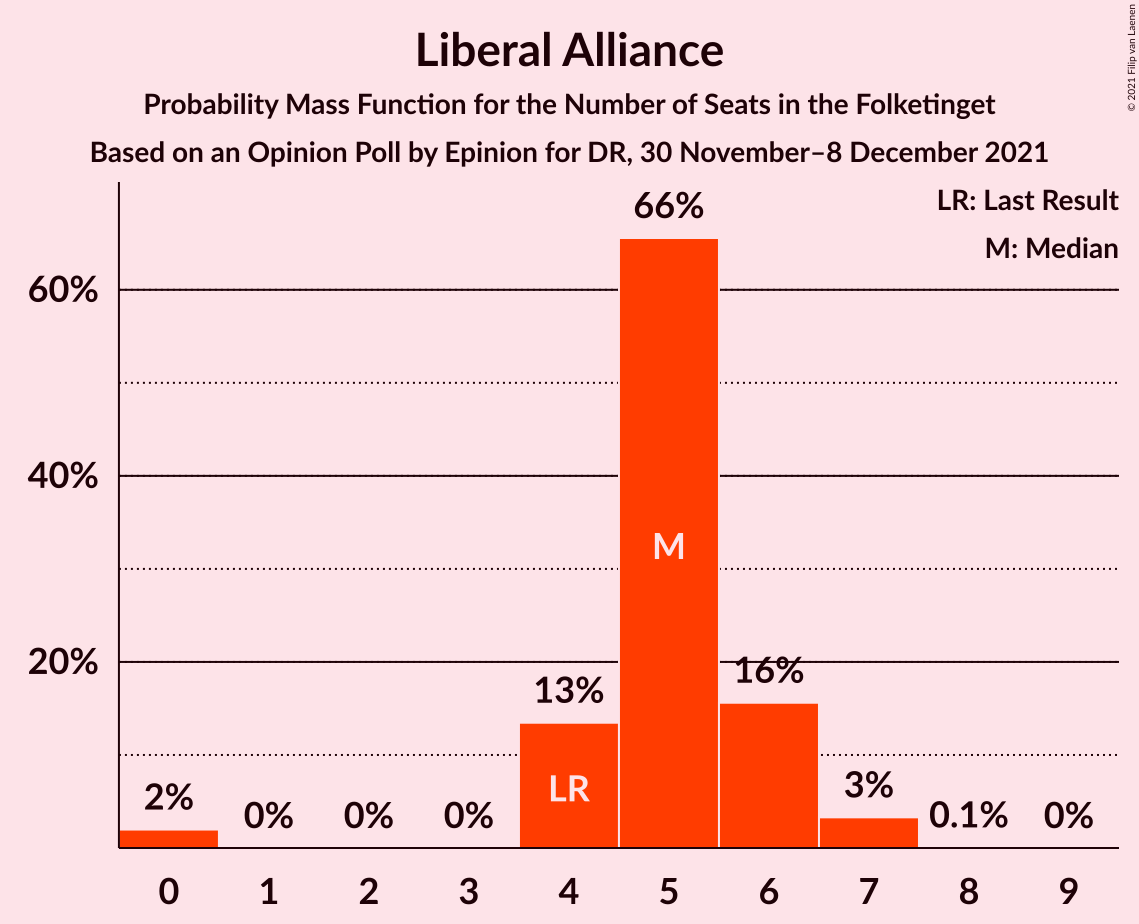 Liberal Alliance
Probability Mass Function for the Number of Seats in the Folketinget
Based on an Opinion Poll by Epinion for DR, 30 November–8 December 2021
© 2021 Filip van Laenen
LR: Last Result
M: Median
66%
60%
40%
20%
M
16%
13%
LR
2%
0%
0%
0%
3%
0.1%
0%
0 1 2 3 4 5 6 7 8 9